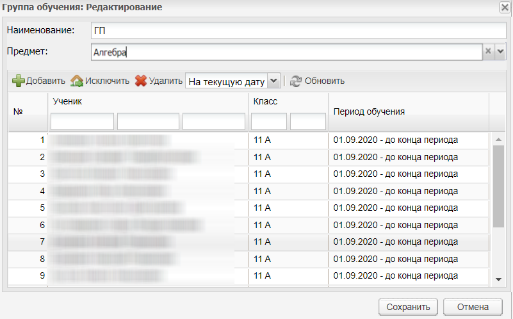 Группа обучения: Редактирование
Наименование: ГП
Предмет: Алгебра
Добавить Исключить Удалить На текущую дату Обновить
№ Ученик Класс Период обучения
1 11 А 01.09.2020 - до конца периода
2 11 А 01.09.2020 - до конца периода
3 11 А 01.09.2020 - до конца периода
4 11 А 01.09.2020 - до конца периода
5 11 А 01.09.2020 - до конца периода
6 11 А 01.09.2020 - до конца периода
7 11 А 01.09.2020 - до конца периода
8 11 А 01.09.2020 - до конца периода
9 11 А 01.09.2020 - до конца периода
Сохранить Отмена